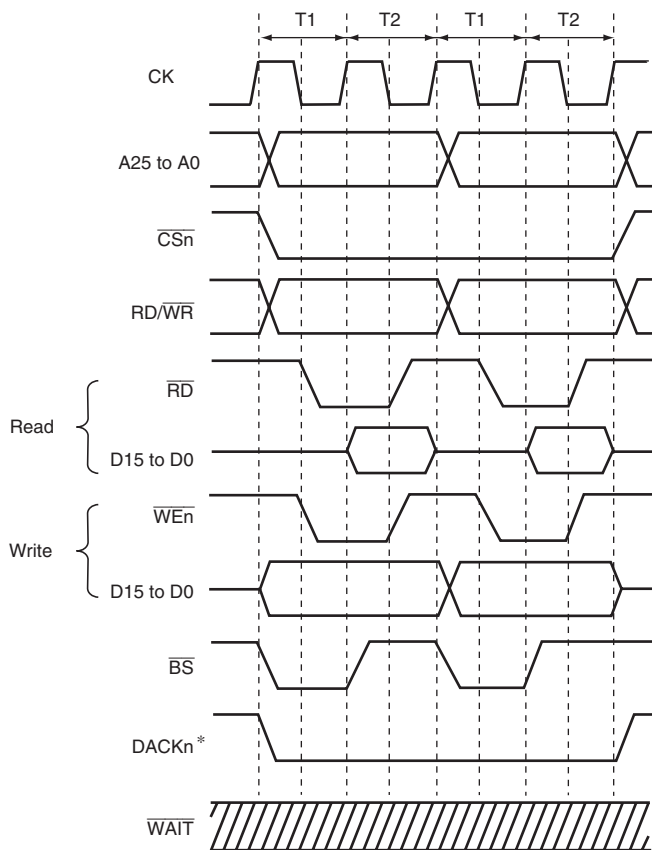 T1 T2 T1 T2
CK
A25 to A0
CSn
RD/WR
Read
RD
D15 to D0
Write
WEn
D15 to D0
BS
DACKn*
WAIT